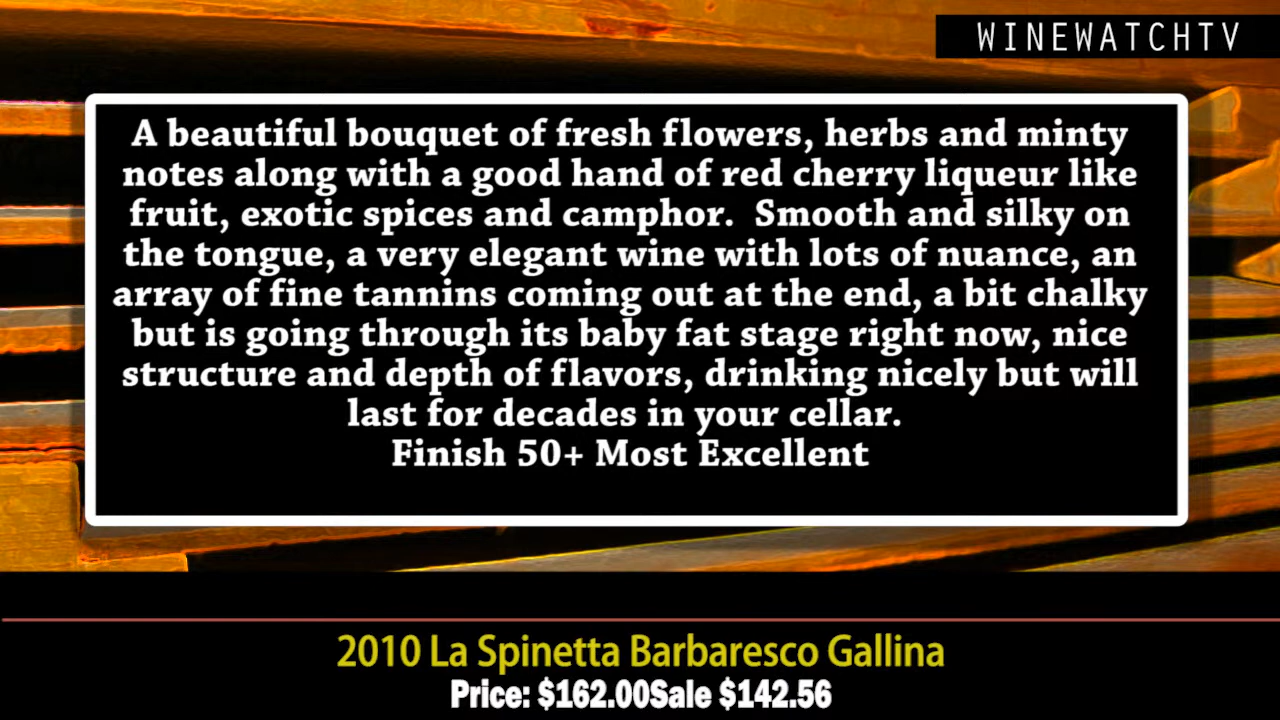 WINEWATCHTV
A beautiful bouquet of fresh flowers, herbs and minty
notes along with a good hand of red cherry liqueur like
fruit, exotic spices and camphor.  Smooth and silky on
the tongue, a very elegant wine with lots of nuance, an
array of fine tannins coming out at the end, a bit chalky
but is going through its baby fat stage right now, nice
structure and depth of flavors, drinking nicely but will
last for decades in your cellar.
Finish 50+ Most Excellent
2010 La Spinetta Barbaresco Gallina
Price: $162.00Sale $142.56